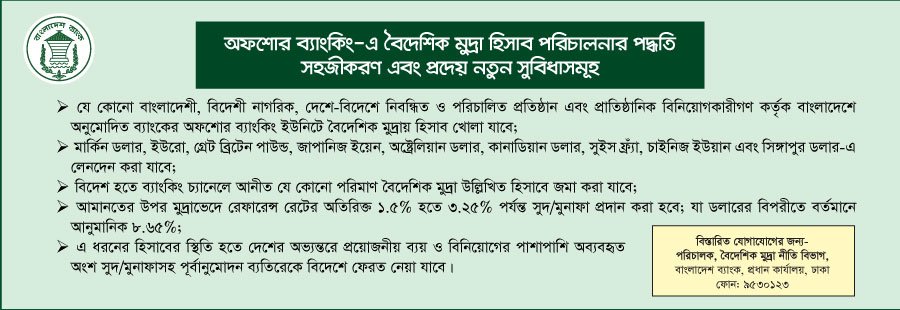 বাংলাদেশ ব্যাংক
অফশোর ব্যাংকিং-এ বৈদেশিক মুদ্রা হিসাব পরিচালনার পদ্ধতি
সহজীকরণ এবং প্রদেয় নতুন সুবিধাসমূহ
➢ যে কোনো বাংলাদেশী, বিদেশী নাগরিক, দেশে-বিদেশে নিবন্ধিত ও পরিচালিত প্রতিষ্ঠান এবং প্রাতিষ্ঠানিক বিনিয়োগকারীগণ কর্তৃক বাংলাদেশে
অনুমোদিত ব্যাংকের অফশোর ব্যাংকিং ইউনিটে বৈদেশিক মুদ্রায় হিসাব খোলা যাবে;
➢ মার্কিন ডলার, ইউরো, গ্রেট ব্রিটেন পাউন্ড, জাপানিজ ইয়েন, অস্ট্রেলিয়ান ডলার, কানাডিয়ান ডলার, সুইস ফ্র্যাঁ, চাইনিজ ইউয়ান এবং সিঙ্গাপুর ডলার-এ
লেনদেন করা যাবে;
➢ বিদেশ হতে ব্যাংকিং চ্যানেলে আনীত যে কোনো পরিমাণ বৈদেশিক মুদ্রা উল্লিখিত হিসাবে জমা করা যাবে;
➢ আমানতের উপর মুদ্রাভেদে রেফারেন্স রেটের অতিরিক্ত ১.৫% হতে ৩.২৫% পর্যন্ত সুদ/মুনাফা প্রদান করা হবে; যা ডলারের বিপরীতে বর্তমানে
আনুমানিক ৮.৬৫%;
➢ এ ধরনের হিসাবের স্থিতি হতে দেশের অভ্যন্তরে প্রয়োজনীয় ব্যয় ও বিনিয়োগের পাশাপাশি অব্যবহৃত
অংশ সুদ/মুনাফাসহ পূর্বানুমোদন ব্যতিরেকে বিদেশে ফেরত নেয়া যাবে।
বিস্তারিত যোগাযোগের জন্য-
পরিচালক, বৈদেশিক মুদ্রা নীতি বিভাগ,
বাংলাদেশ ব্যাংক, প্রধান কার্যালয়, ঢাকা
ফোন: ৯৫৩০১২৩